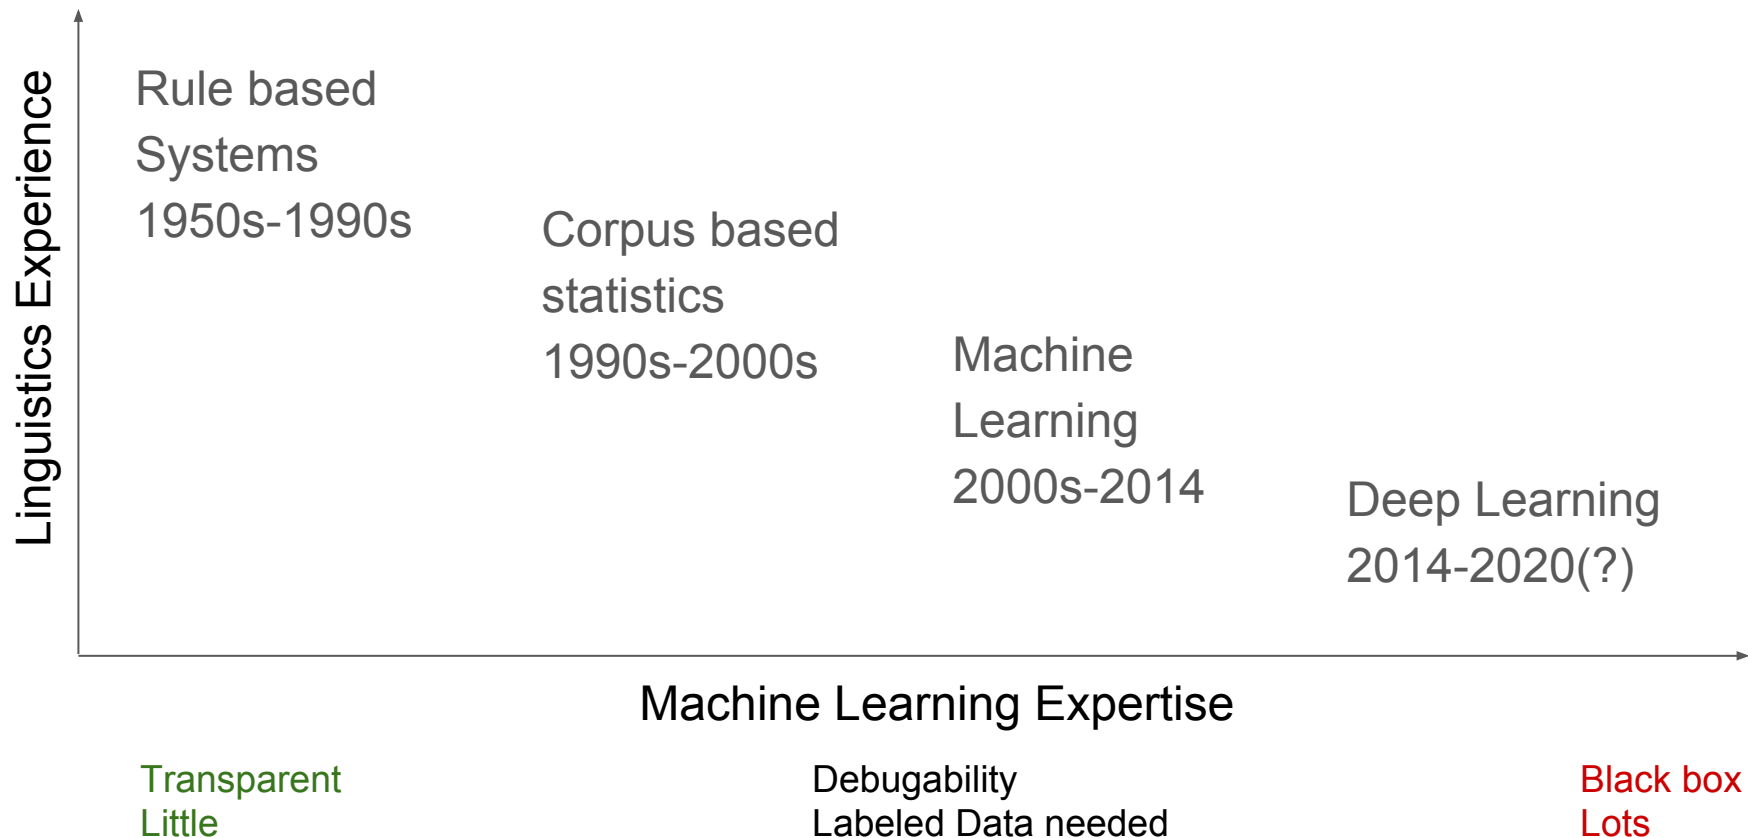 Linguistics Experience
Rule based
Systems
1950s-1990s
Corpus based
statistics
1990s-2000s
Machine
Learning
2000s-2014
Deep Learning
2014-2020(?)
Machine Learning Expertise
Transparent Debugability Black box
Little Labeled Data needed Lots